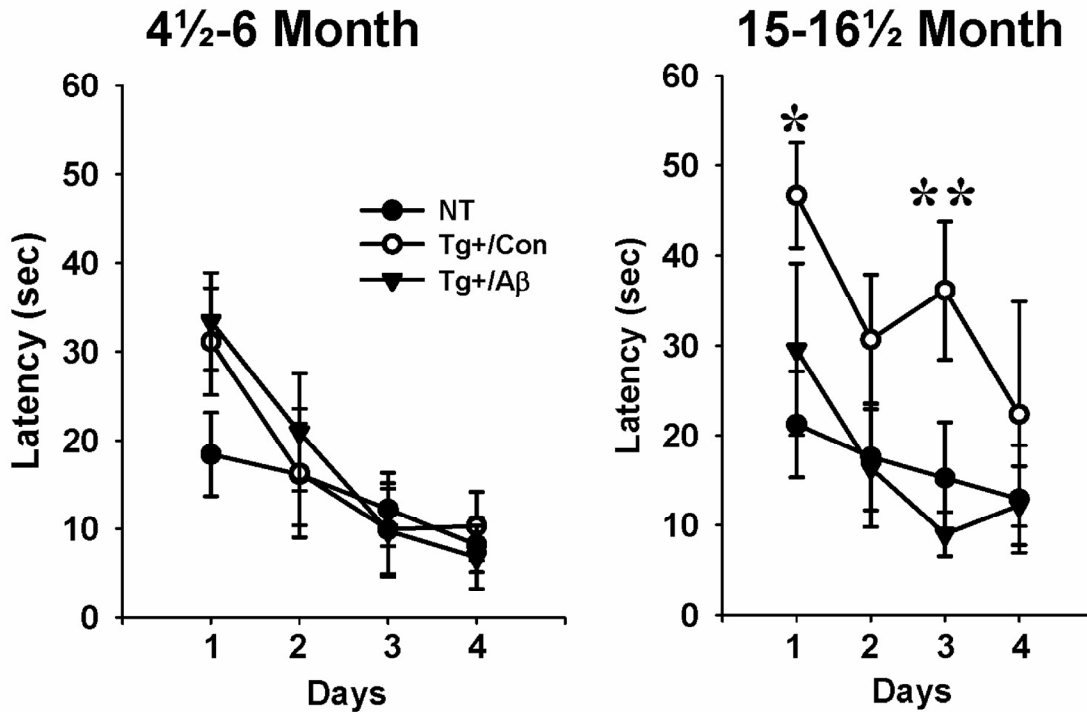 4½-6 Month
15-16½ Month
Latency (sec)
60
50
40
30
20
10
0
NT
Tg+/Con
Tg+/Aβ
1 2 3 4
Days
Latency (sec)
60
50
40
30
20
10
0
*
**
1 2 3 4
Days